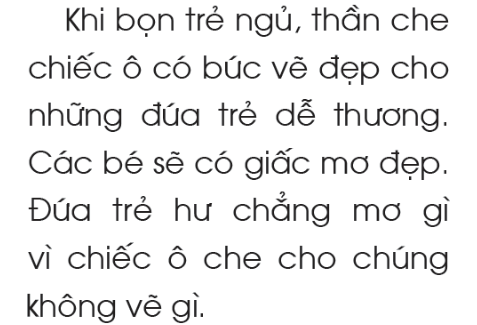 Khi bọn trẻ ngủ, thần che
chiếc ô có bức vẽ đẹp cho
những đứa trẻ dễ thương.
Các bé sẽ có giấc mơ đẹp.
Đứa trẻ hư chẳng mơ gì
vì chiếc ô che cho chúng
không vẽ gì.